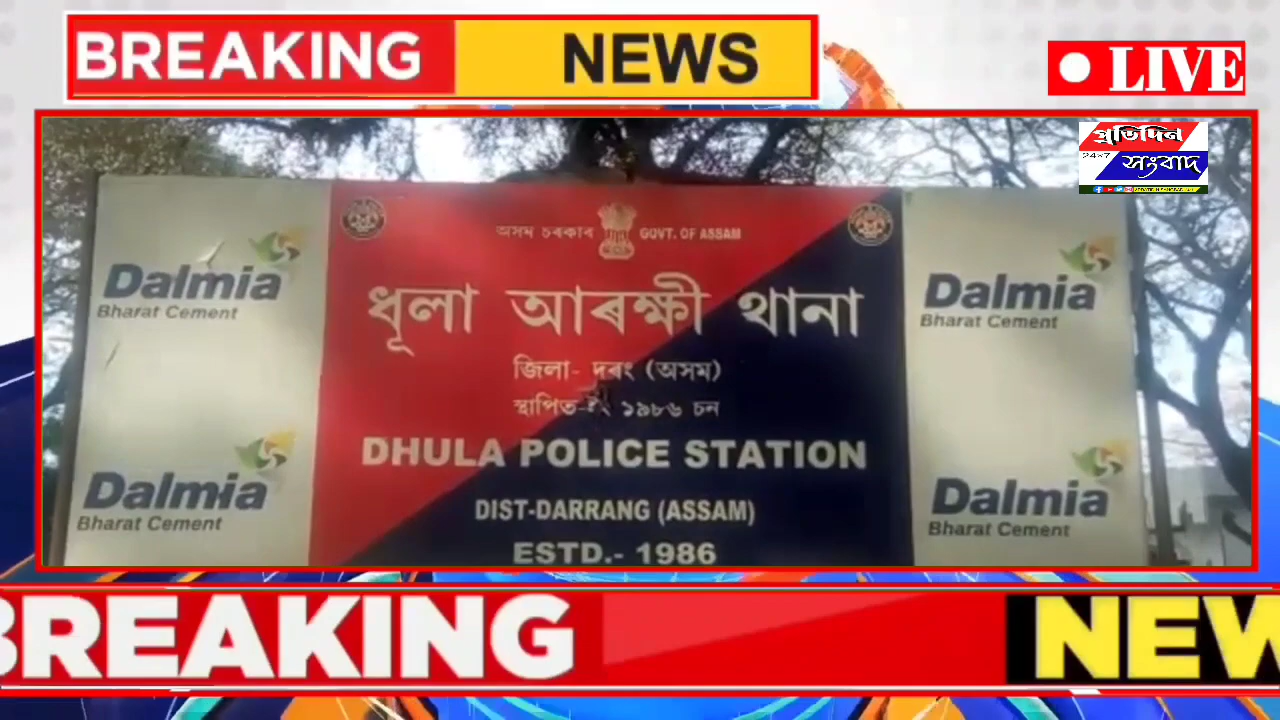 BREAKING NEWS
LIVE
প্ৰতিদিন
24x7 সংবাদ
অসম চৰকাৰ GOVT. OF ASSAM
ধূলা আৰক্ষী থানা
জিলা- দৰং (অসম)
স্থাপিত- ১৯৮৬ চন
DHULA POLICE STATION
DIST-DARRANG (ASSAM)
ESTD.- 1986
Dalmia
Bharat Cement
Dalmia
Bharat Cement
Dalmia
Bharat Cement
Dalmia
Bharat Cement
BREAKING NEW